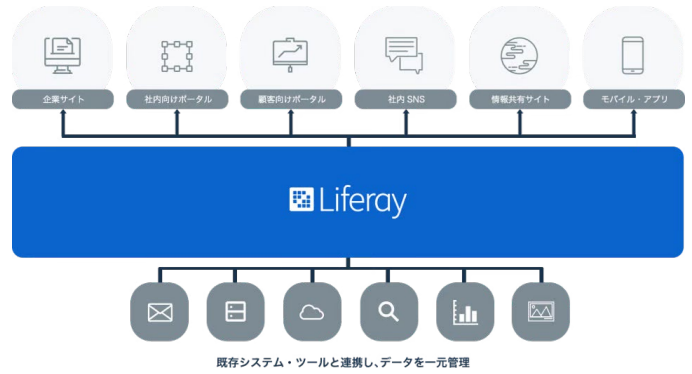 企業サイト
社内向けポータル
顧客向けポータル
社内 SNS
情報共有サイト
モバイル・アプリ
Liferay
既存システム・ツールと連携し、データを一元管理